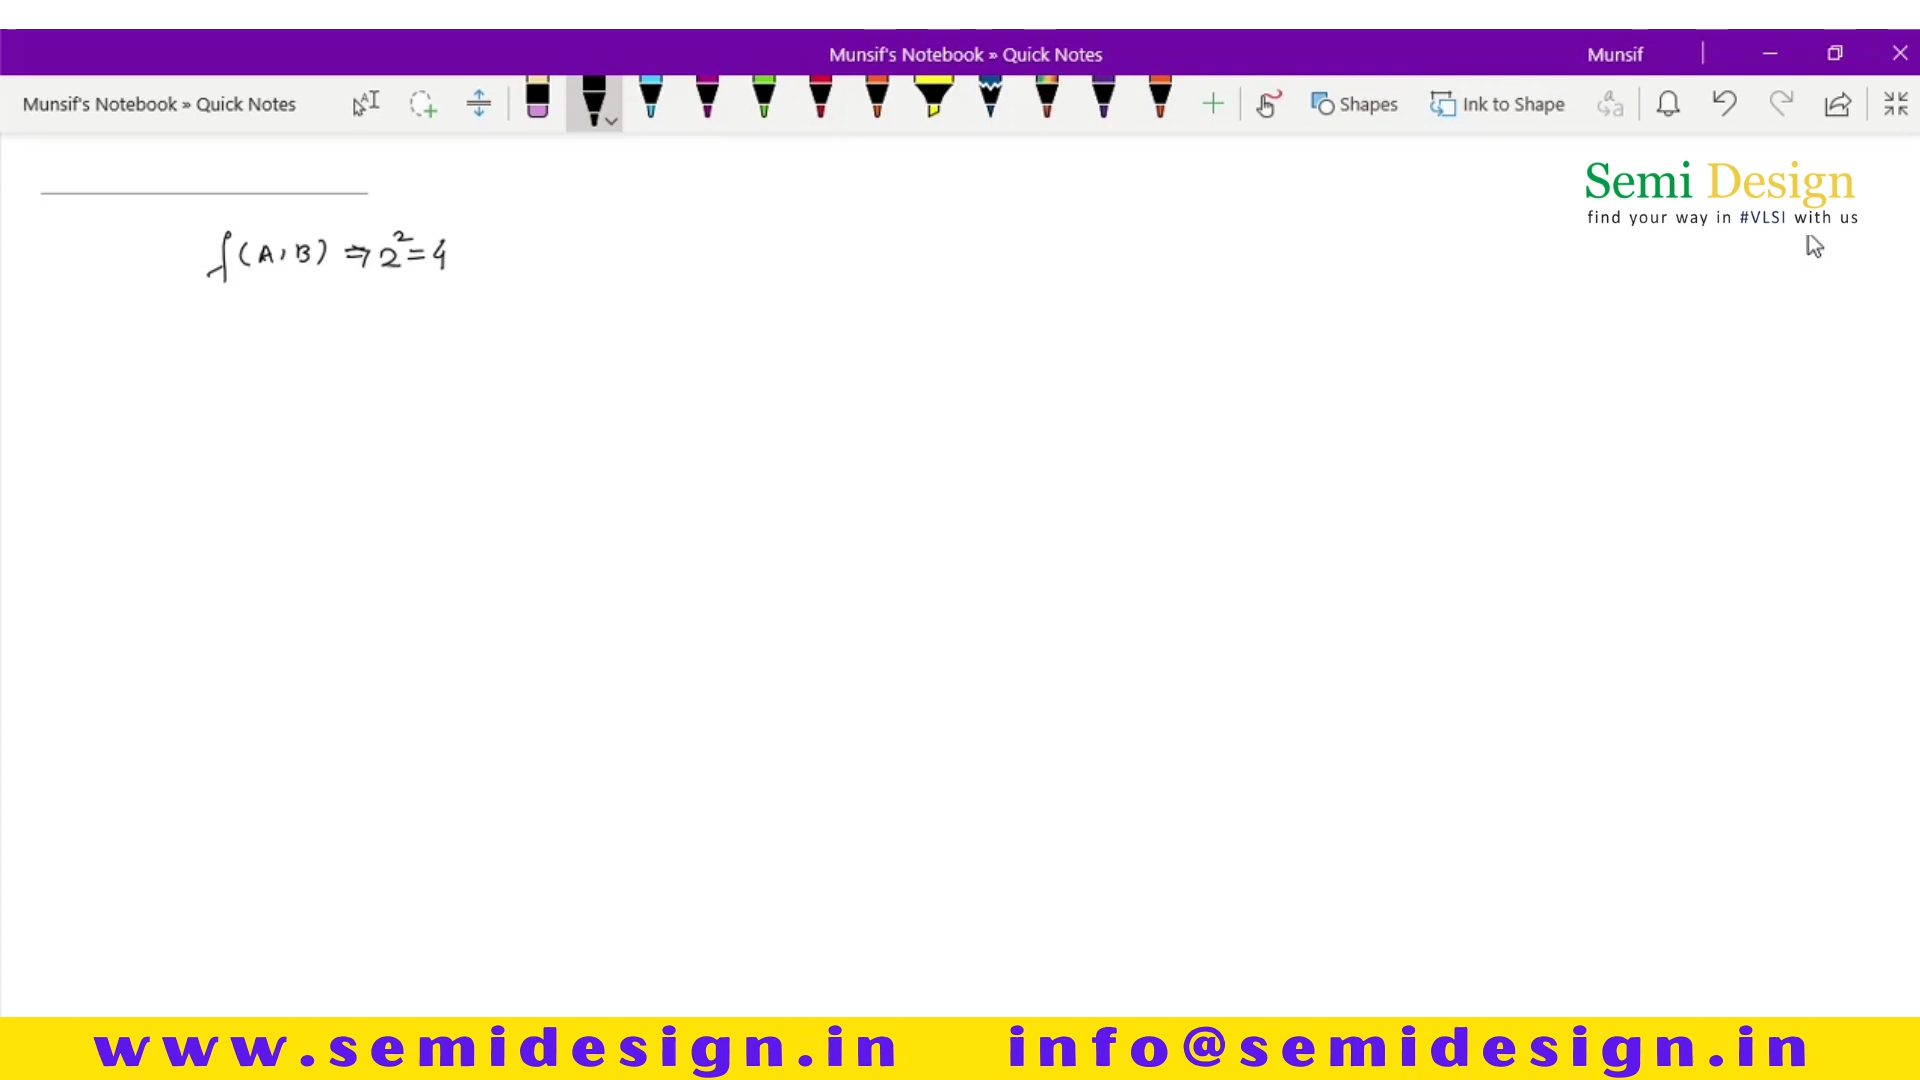 Munsif's Notebook » Quick Notes
Munsif
Munsif's Notebook » Quick Notes
Shapes
Ink to Shape
Semi Design
find your way in #VLSI with us
f(A, B) ⇒ 2² = 4
www.semidesign.in
info@semidesign.in